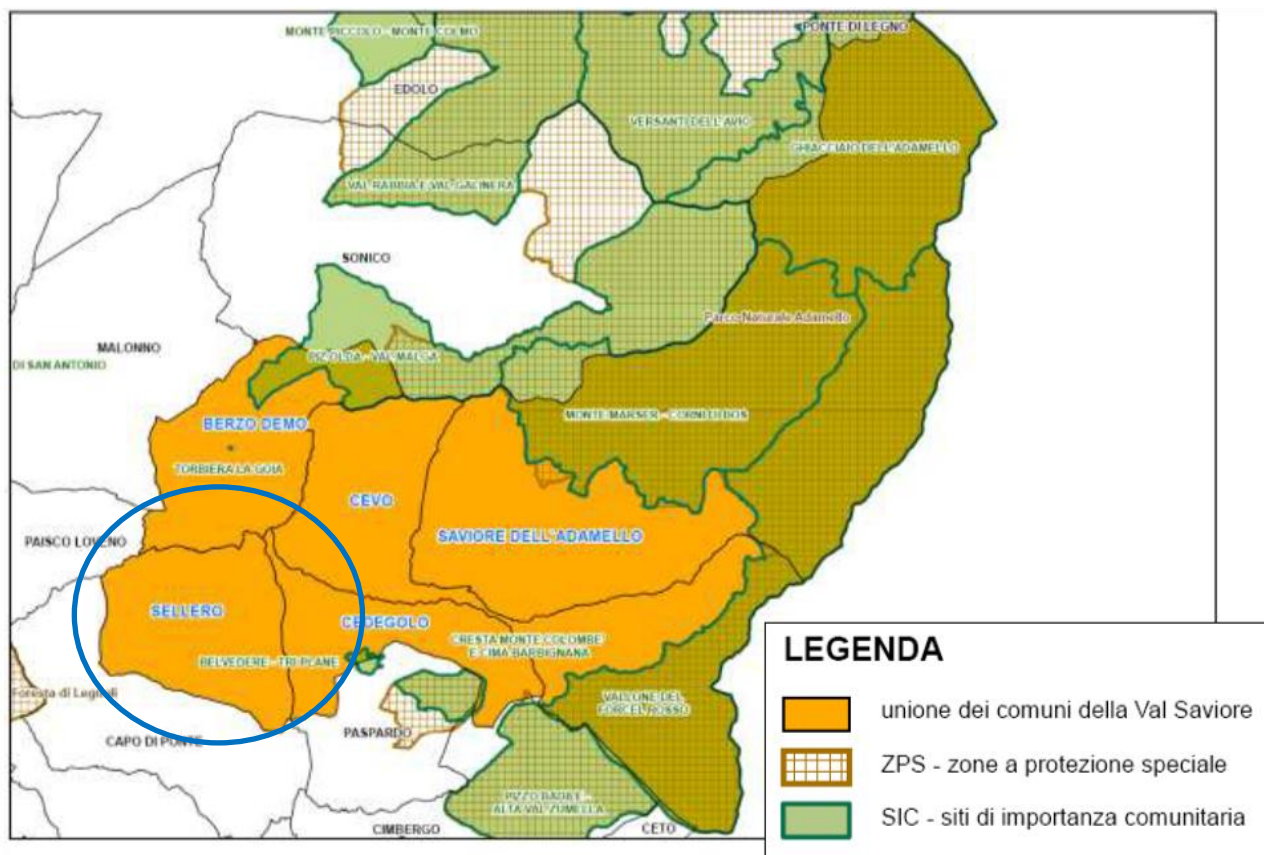 MONTE PICCOLO - MONTE COLMO
PONTE DI LEGNO
EDOLO
VERSANTI DELL'AVIO
GHIACCIAIO DELL'ADAMELLO
VAL RABBIA E VAL GALINERA
SONICO
Parco Naturale Adamello
MALONNO
DI SAN ANTONIO
PIZ OLDA - VAL MALGA
MONTE MARSER - CORNI DI BOS
BERZO DEMO
TORBIERA LA GOIA
CEVO
SAVIORE DELL'ADAMELLO
PAISCO LOVENO
SELLERO
CEDEGOLO
CRESTA MONTE COLOMBE'
E CIMA BARBIGNANA
BELVEDERE - TRI PLANE
Foresta di Legnoli
VALLONE DEL
FORCEL ROSSO
CAPO DI PONTE
PASPARDO
PIZZO BADILE -
ALTA VAL ZUMELLA
CIMBERGO
CETO
LEGENDA
unione dei comuni della Val Saviore
ZPS - zone a protezione speciale
SIC - siti di importanza comunitaria